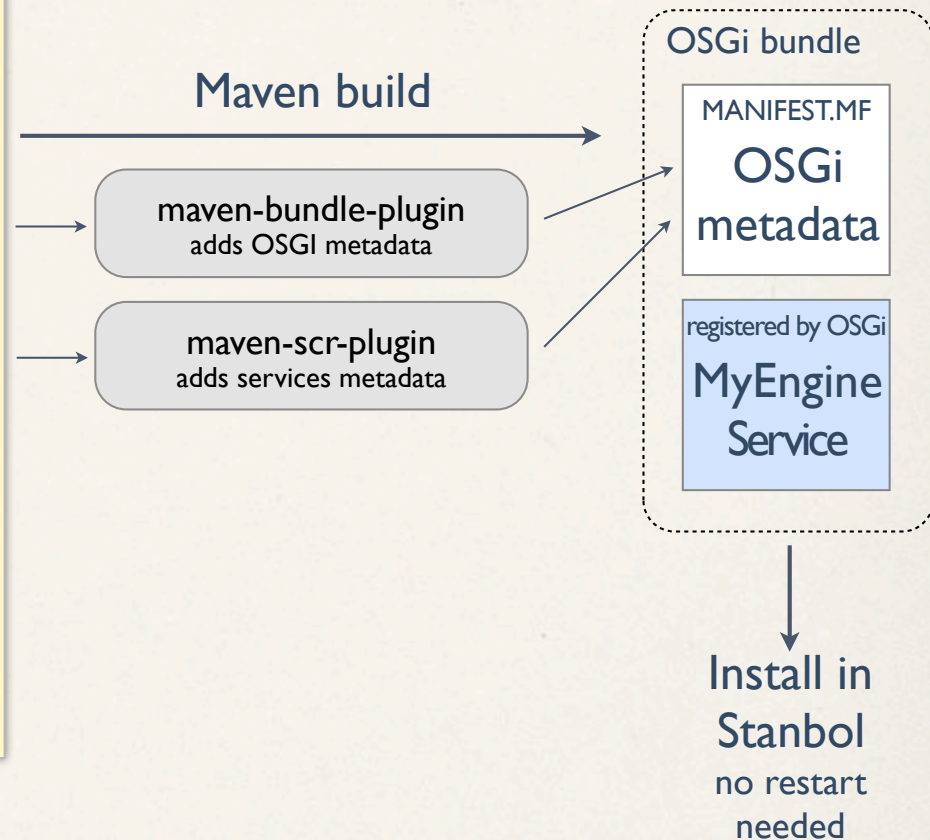 Maven build
maven-bundle-plugin
adds OSGI metadata
maven-scr-plugin
adds services metadata
OSGi bundle
MANIFEST.MF
OSGi
metadata
registered by OSGi
MyEngine
Service
Install in
Stanbol
no restart
needed